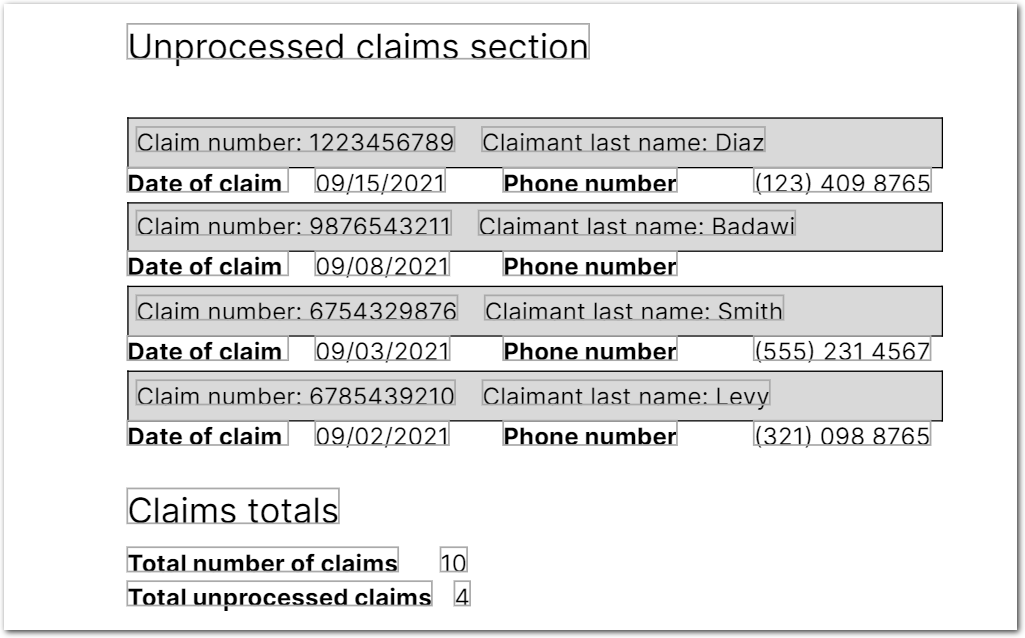 Unprocessed claims section
Claim number: 1223456789 Claimant last name: Diaz
Date of claim 09/15/2021 Phone number (123) 409 8765
Claim number: 9876543211 Claimant last name: Badawi
Date of claim 09/08/2021 Phone number
Claim number: 6754329876 Claimant last name: Smith
Date of claim 09/03/2021 Phone number (555) 231 4567
Claim number: 6785439210 Claimant last name: Levy
Date of claim 09/02/2021 Phone number (321) 098 8765
Claims totals
Total number of claims 10
Total unprocessed claims 4